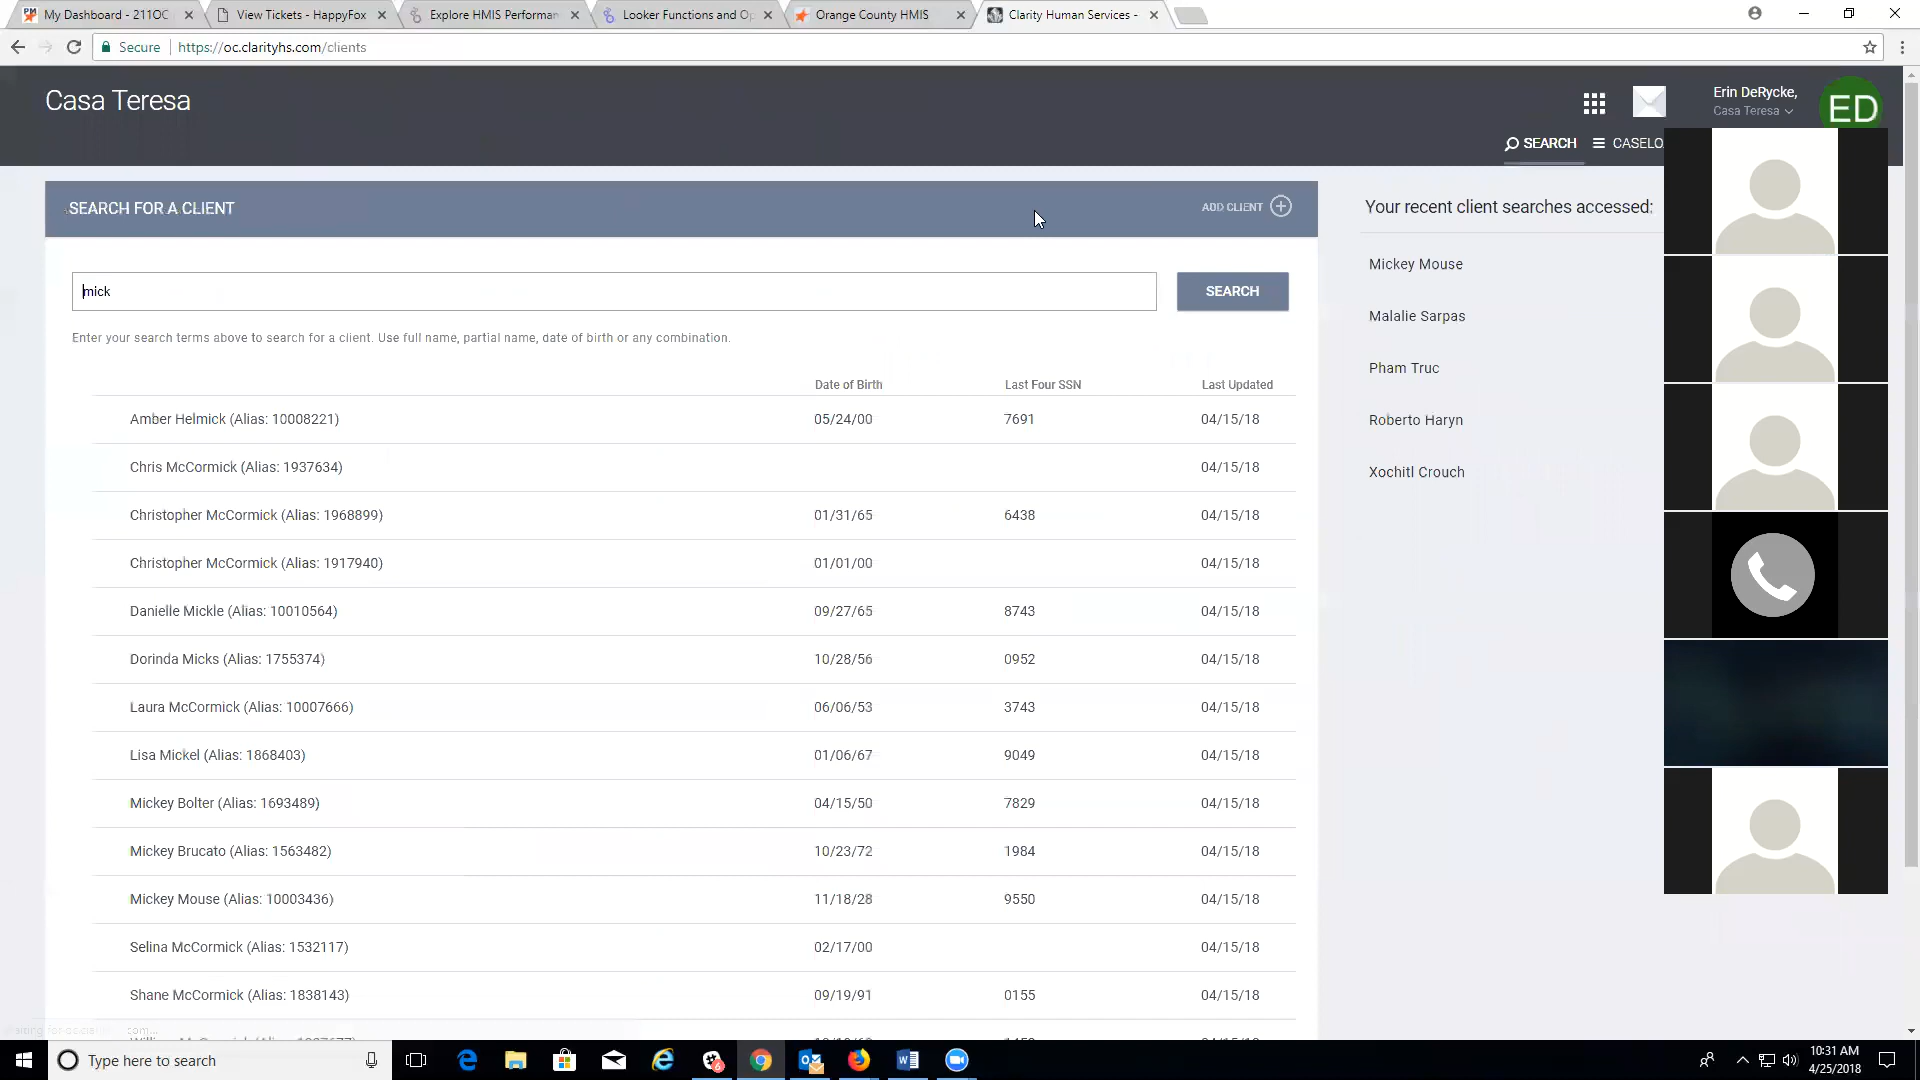 My Dashboard - 211OC
View Tickets - HappyFox
Explore HMIS Performan
Looker Functions and Op
Orange County HMIS
Clarity Human Services -
Secure
https://oc.clarityhs.com/clients
Casa Teresa
Erin DeRycke,
Casa Teresa
ED
SEARCH
CASELO
SEARCH FOR A CLIENT
ADD CLIENT
mick
SEARCH
Enter your search terms above to search for a client. Use full name, partial name, date of birth or any combination.
Date of Birth Last Four SSN Last Updated
Amber Helmick (Alias: 10008221) 05/24/00 7691 04/15/18
Chris McCormick (Alias: 1937634) 04/15/18
Christopher McCormick (Alias: 1968899) 01/31/65 6438 04/15/18
Christopher McCormick (Alias: 1917940) 01/01/00 04/15/18
Danielle Mickle (Alias: 10010564) 09/27/65 8743 04/15/18
Dorinda Micks (Alias: 1755374) 10/28/56 0952 04/15/18
Laura McCormick (Alias: 10007666) 06/06/53 3743 04/15/18
Lisa Mickel (Alias: 1868403) 01/06/67 9049 04/15/18
Mickey Bolter (Alias: 1693489) 04/15/50 7829 04/15/18
Mickey Brucato (Alias: 1563482) 10/23/72 1984 04/15/18
Mickey Mouse (Alias: 10003436) 11/18/28 9550 04/15/18
Selina McCormick (Alias: 1532117) 02/17/00 04/15/18
Shane McCormick (Alias: 1838143) 09/19/91 0155 04/15/18
Your recent client searches accessed:
Mickey Mouse
Malalie Sarpas
Pham Truc
Roberto Haryn
Xochitl Crouch
Type here to search
10:31 AM
4/25/2018